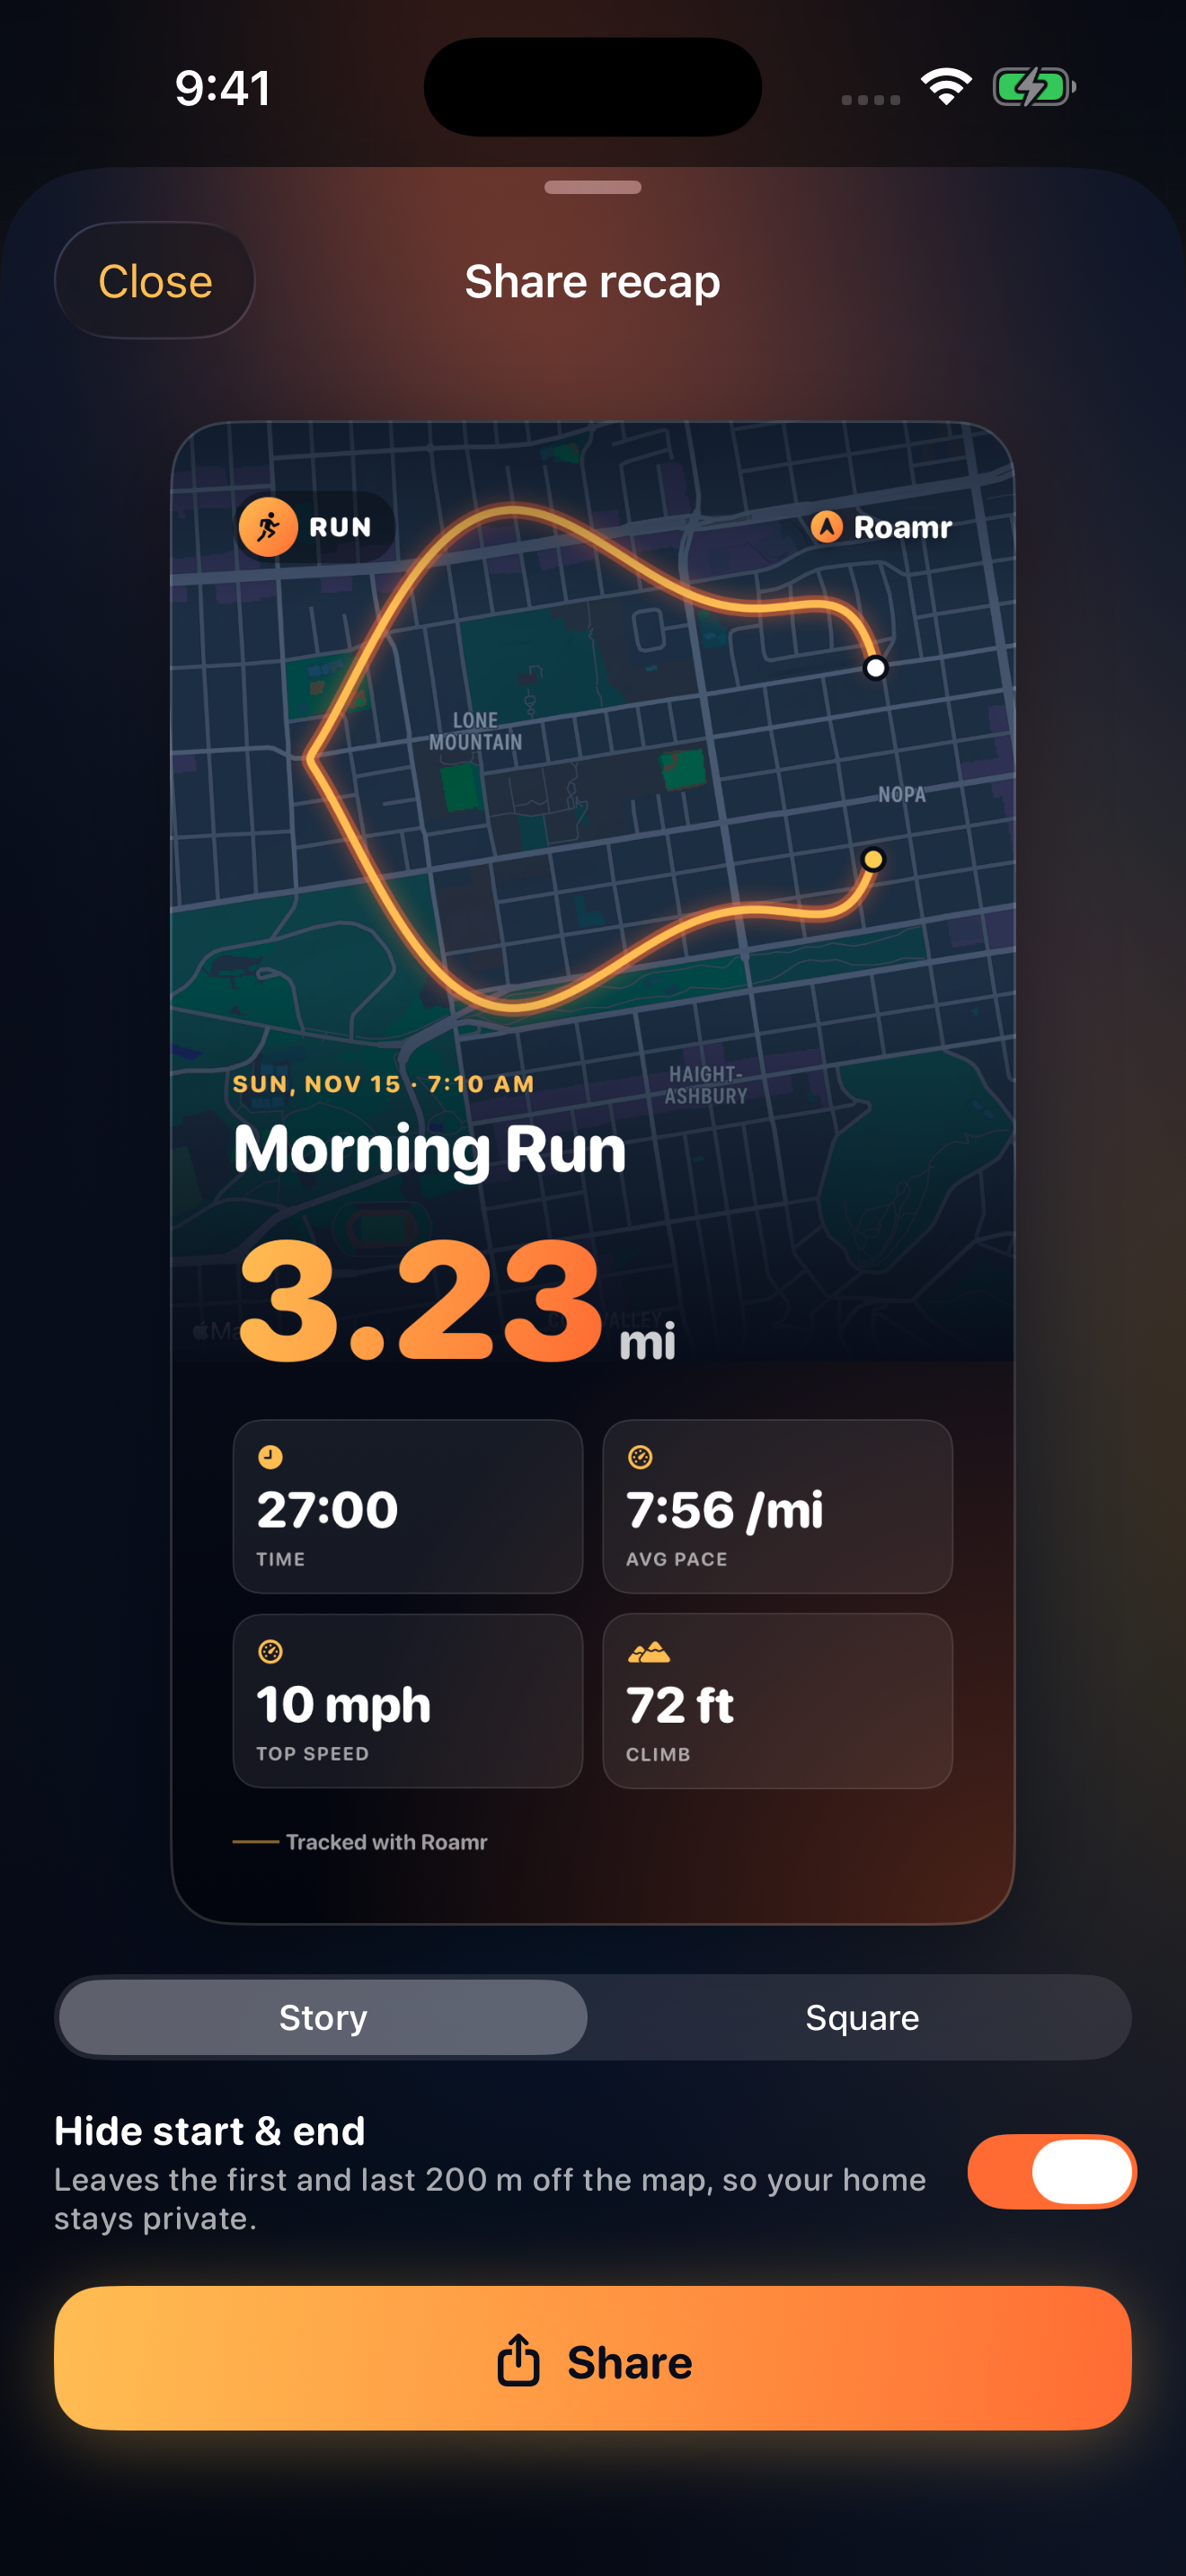 9:41
Close
Share recap
RUN
Roamr
LONE
MOUNTAIN
NOPA
SUN, NOV 15 · 7:10 AM
HAIGHT-
ASHBURY
Morning Run
3.23 mi
VALLEY
27:00
TIME
7:56 /mi
AVG PACE
10 mph
TOP SPEED
72 ft
CLIMB
Tracked with Roamr
Story
Square
Hide start & end
Leaves the first and last 200 m off the map, so your home
stays private.
Share